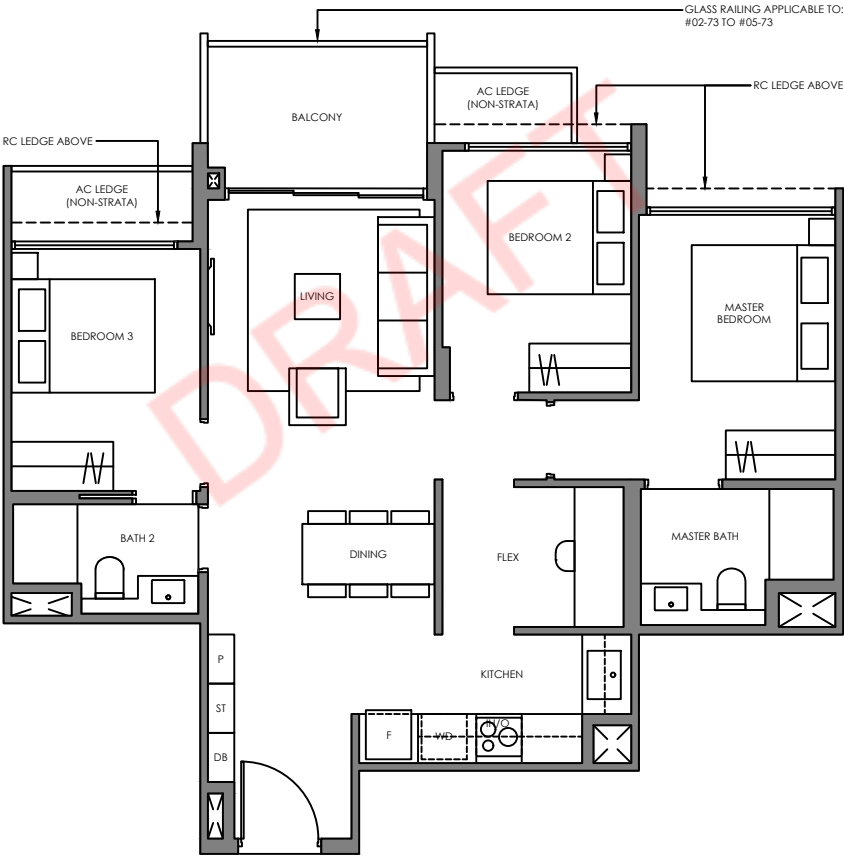 GLASS RAILING APPLICABLE TO:
#02-73 TO #05-73
AC LEDGE
(NON-STRATA)
RC LEDGE ABOVE
BALCONY
RC LEDGE ABOVE
AC LEDGE
(NON-STRATA)
BEDROOM 2
LIVING
MASTER
BEDROOM
BEDROOM 3
DRAFT
BATH 2
DINING
FLEX
MASTER BATH
P
KITCHEN
ST
F
WD
H/O
DB